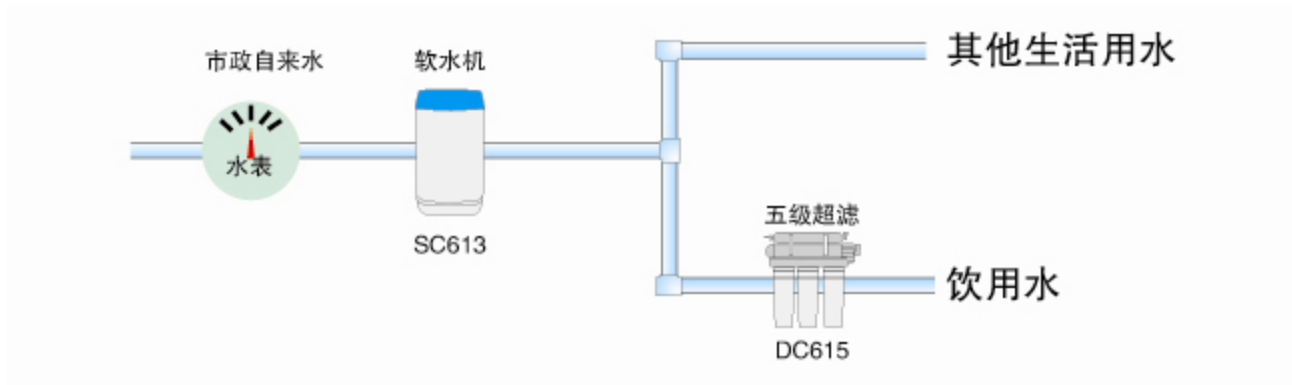 市政自来水
水表
软水机
SC613
其他生活用水
五级超滤
DC615
饮用水